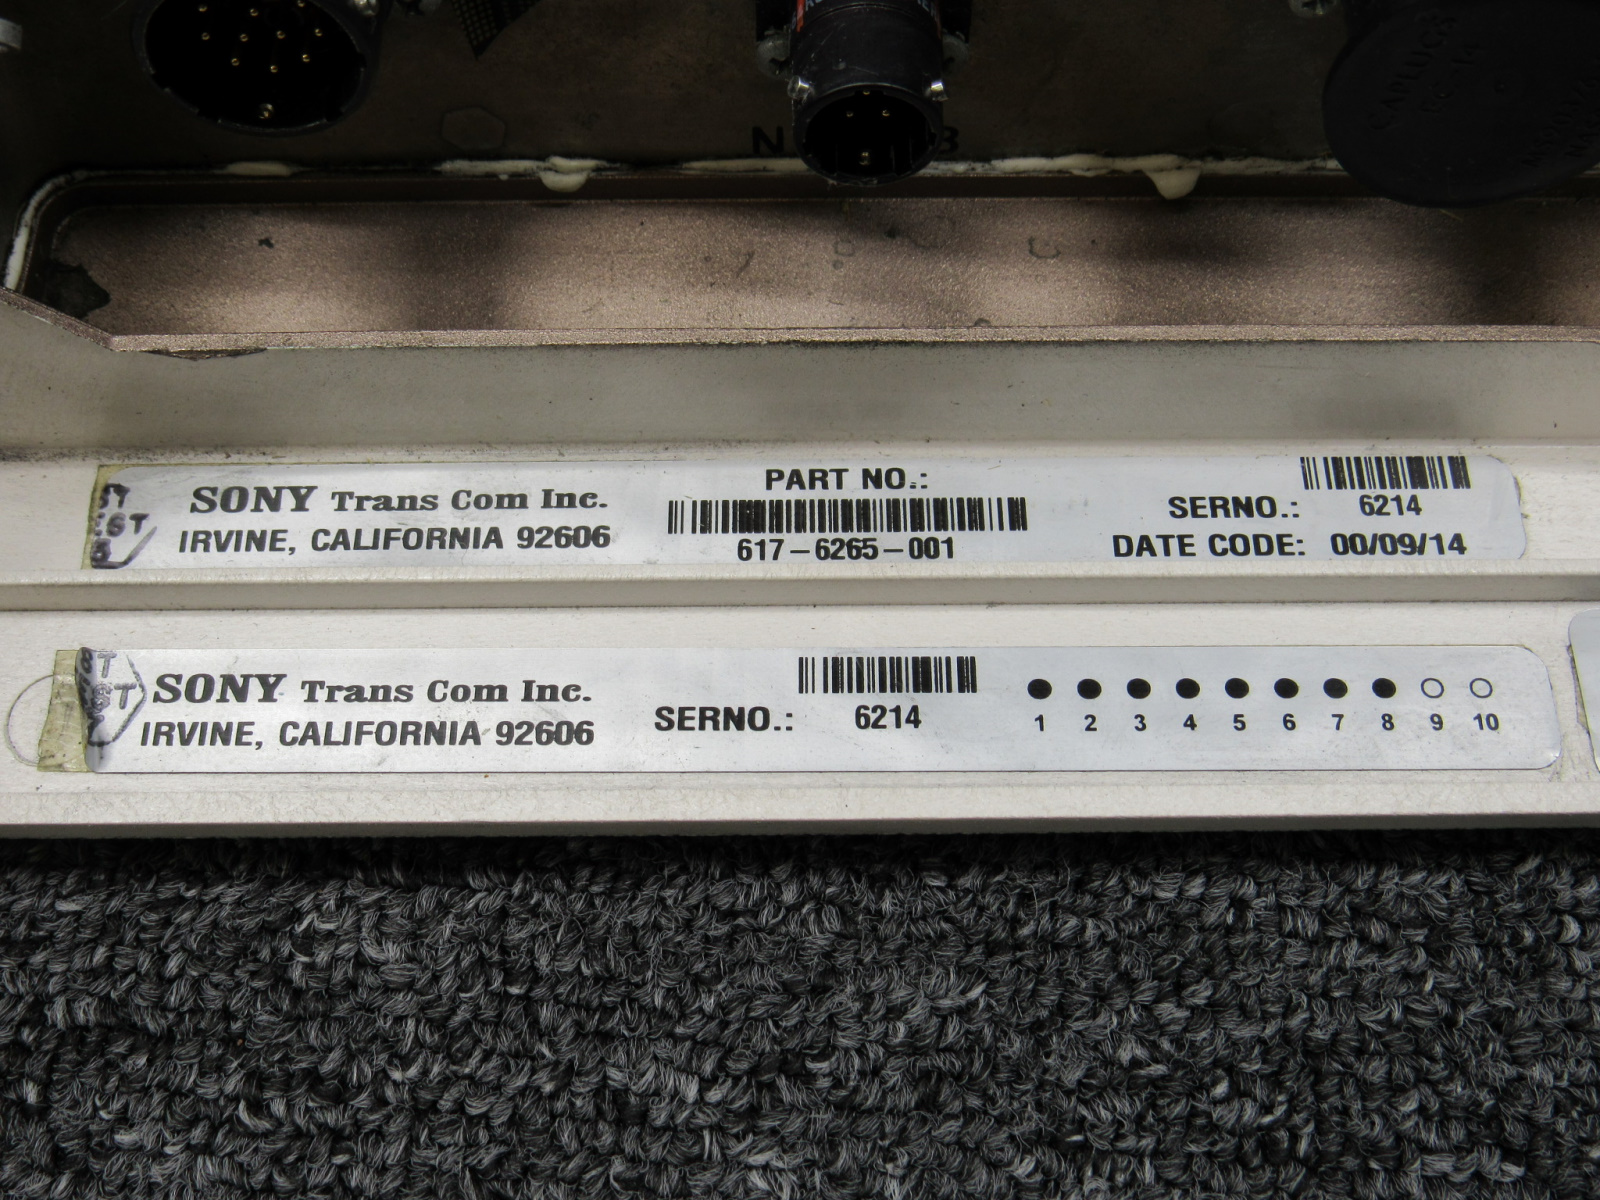 SONY Trans Com Inc.
IRVINE, CALIFORNIA 92606
PART NO.:
617-6265-001
SERNO.: 6214
DATE CODE: 00/09/14
SONY Trans Com Inc.
IRVINE, CALIFORNIA 92606
SERNO.: 6214
1 2 3 4 5 6 7 8 9 10